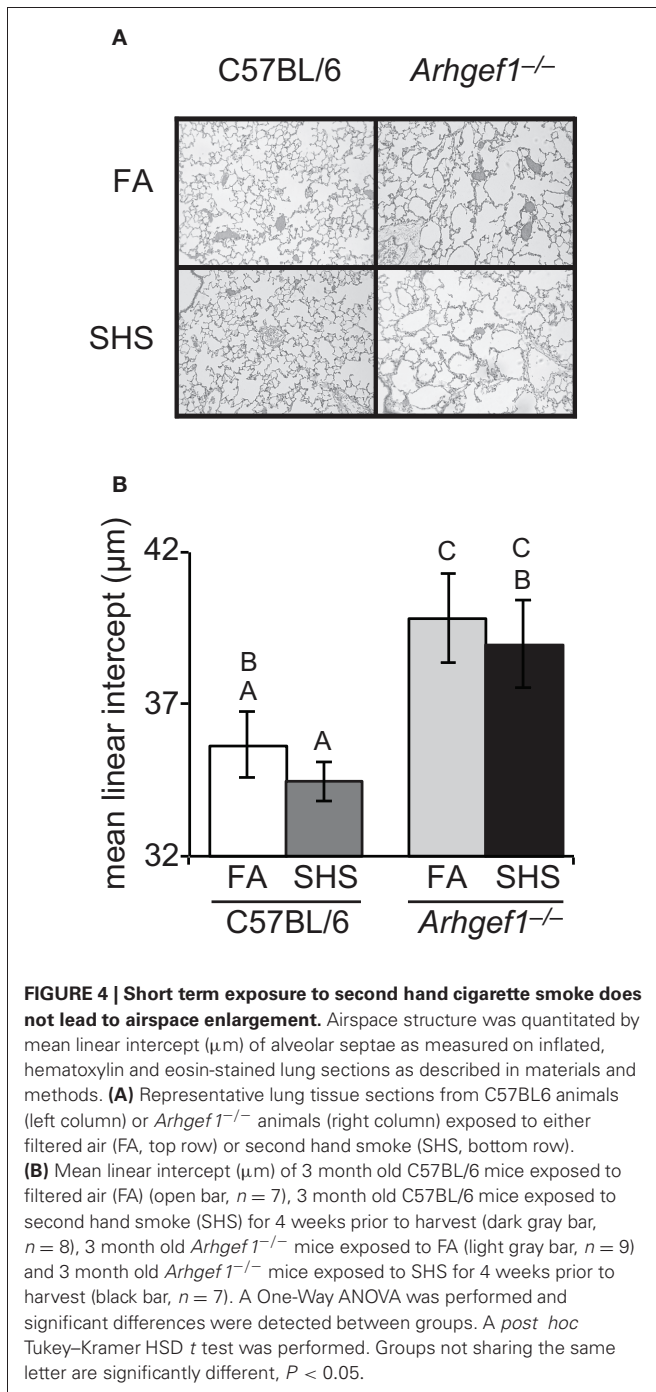 A
C57BL/6 Arhgef1–/–
FA
SHS
B
mean linear intercept (µm)
42
37
32
B
A
A
C
C
B
FA SHS FA SHS
C57BL/6 Arhgef1–/–
FIGURE 4 | Short term exposure to second hand cigarette smoke does
not lead to airspace enlargement. Airspace structure was quantitated by
mean linear intercept (μm) of alveolar septae as measured on inflated,
hematoxylin and eosin-stained lung sections as described in materials and
methods. (A) Representative lung tissue sections from C57BL6 animals
(left column) or Arhgef1−/− animals (right column) exposed to either
filtered air (FA, top row) or second hand smoke (SHS, bottom row).
(B) Mean linear intercept (μm) of 3 month old C57BL/6 mice exposed to
filtered air (FA) (open bar, n = 7), 3 month old C57BL/6 mice exposed to
second hand smoke (SHS) for 4 weeks prior to harvest (dark gray bar,
n = 8), 3 month old Arhgef1−/− mice exposed to FA (light gray bar, n = 9)
and 3 month old Arhgef1−/− mice exposed to SHS for 4 weeks prior to
harvest (black bar, n = 7). A One-Way ANOVA was performed and
significant differences were detected between groups. A post hoc
Tukey–Kramer HSD t test was performed. Groups not sharing the same
letter are significantly different, P < 0.05.